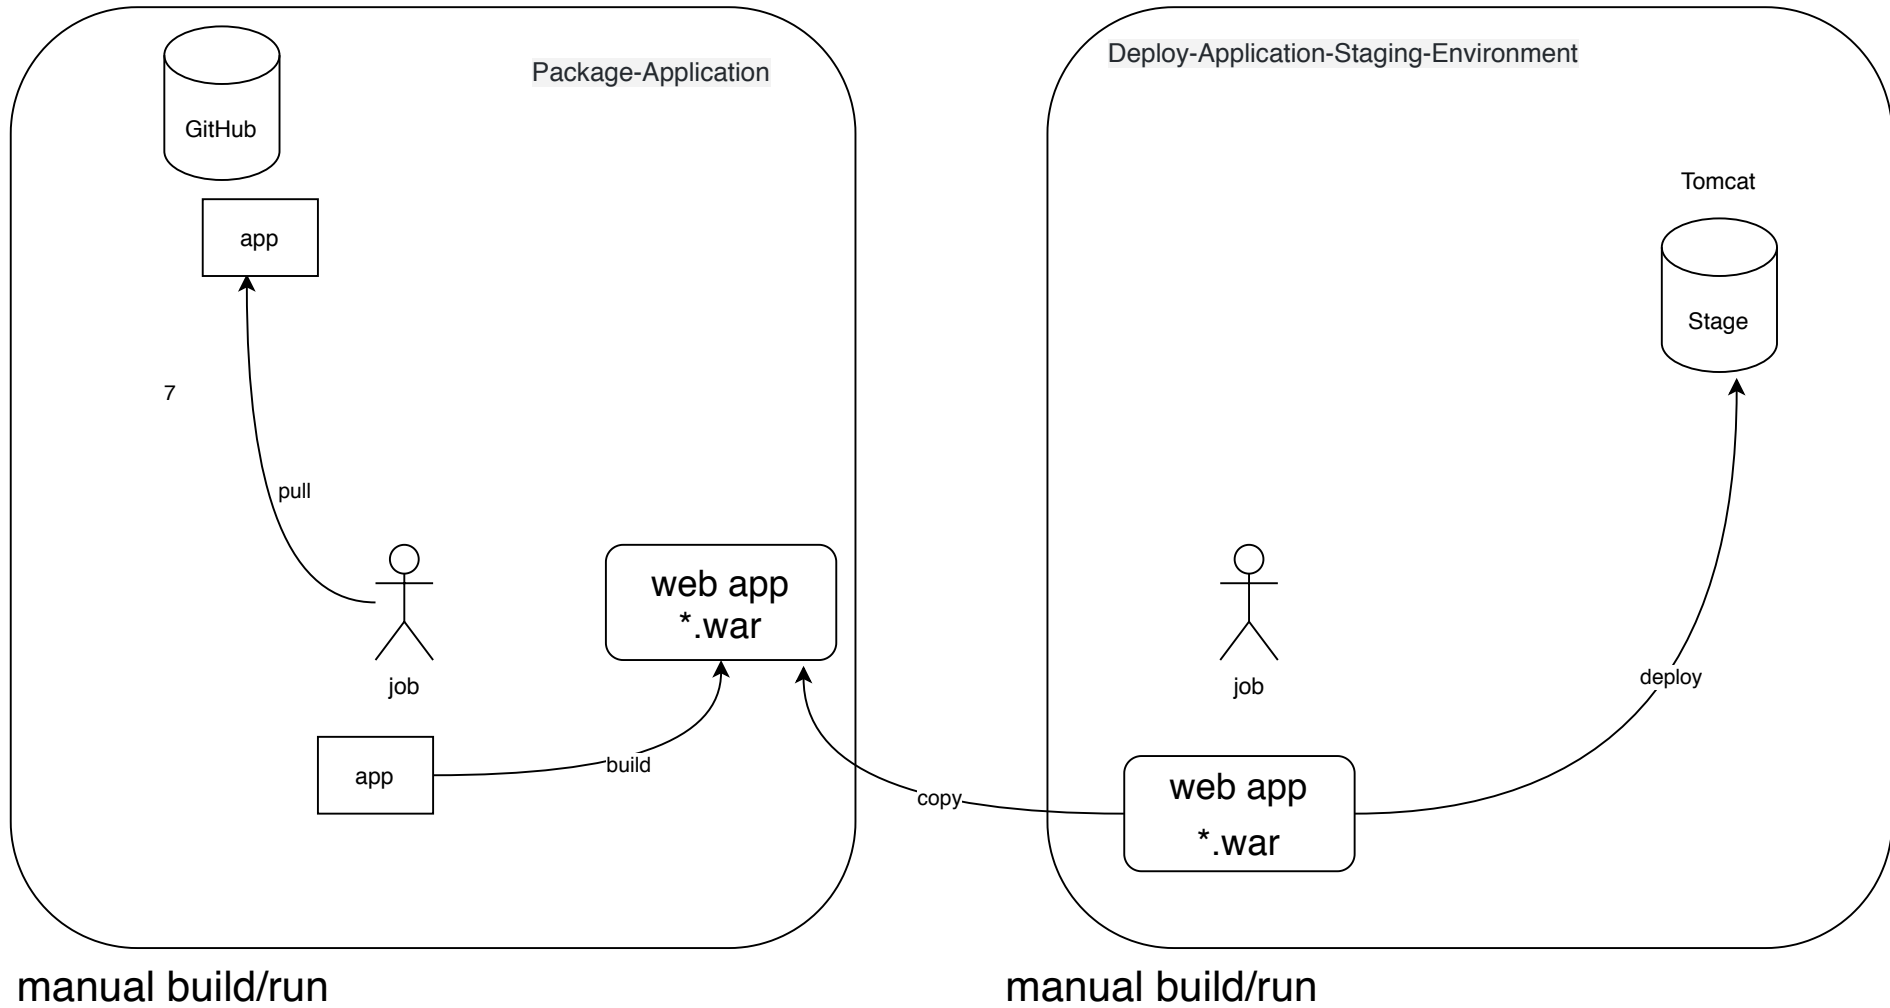 Package-Application
GitHub
app
7
pull
job
web app
*.war
app
build
manual build/run
Deploy-Application-Staging-Environment
Tomcat
Stage
job
deploy
copy
web app
*.war
manual build/run